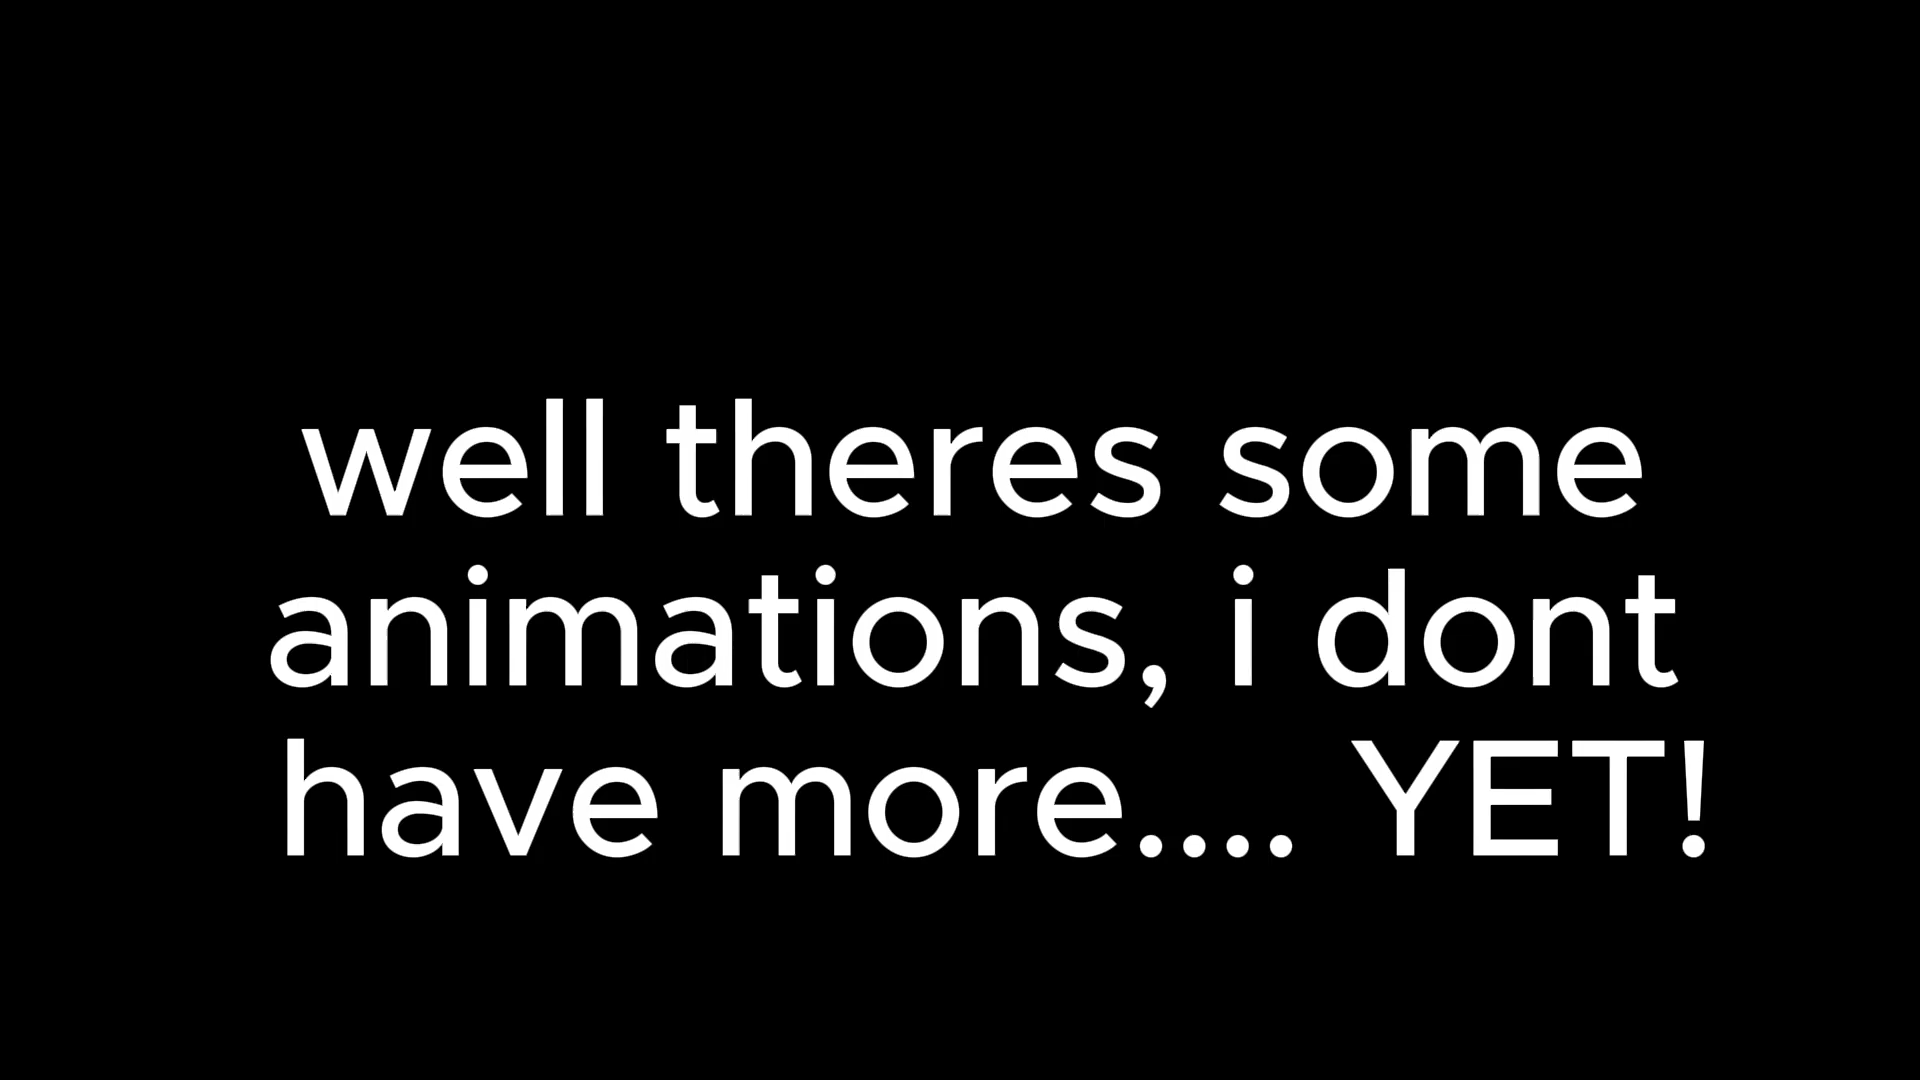 well theres some
animations, i dont
have more.... YET!